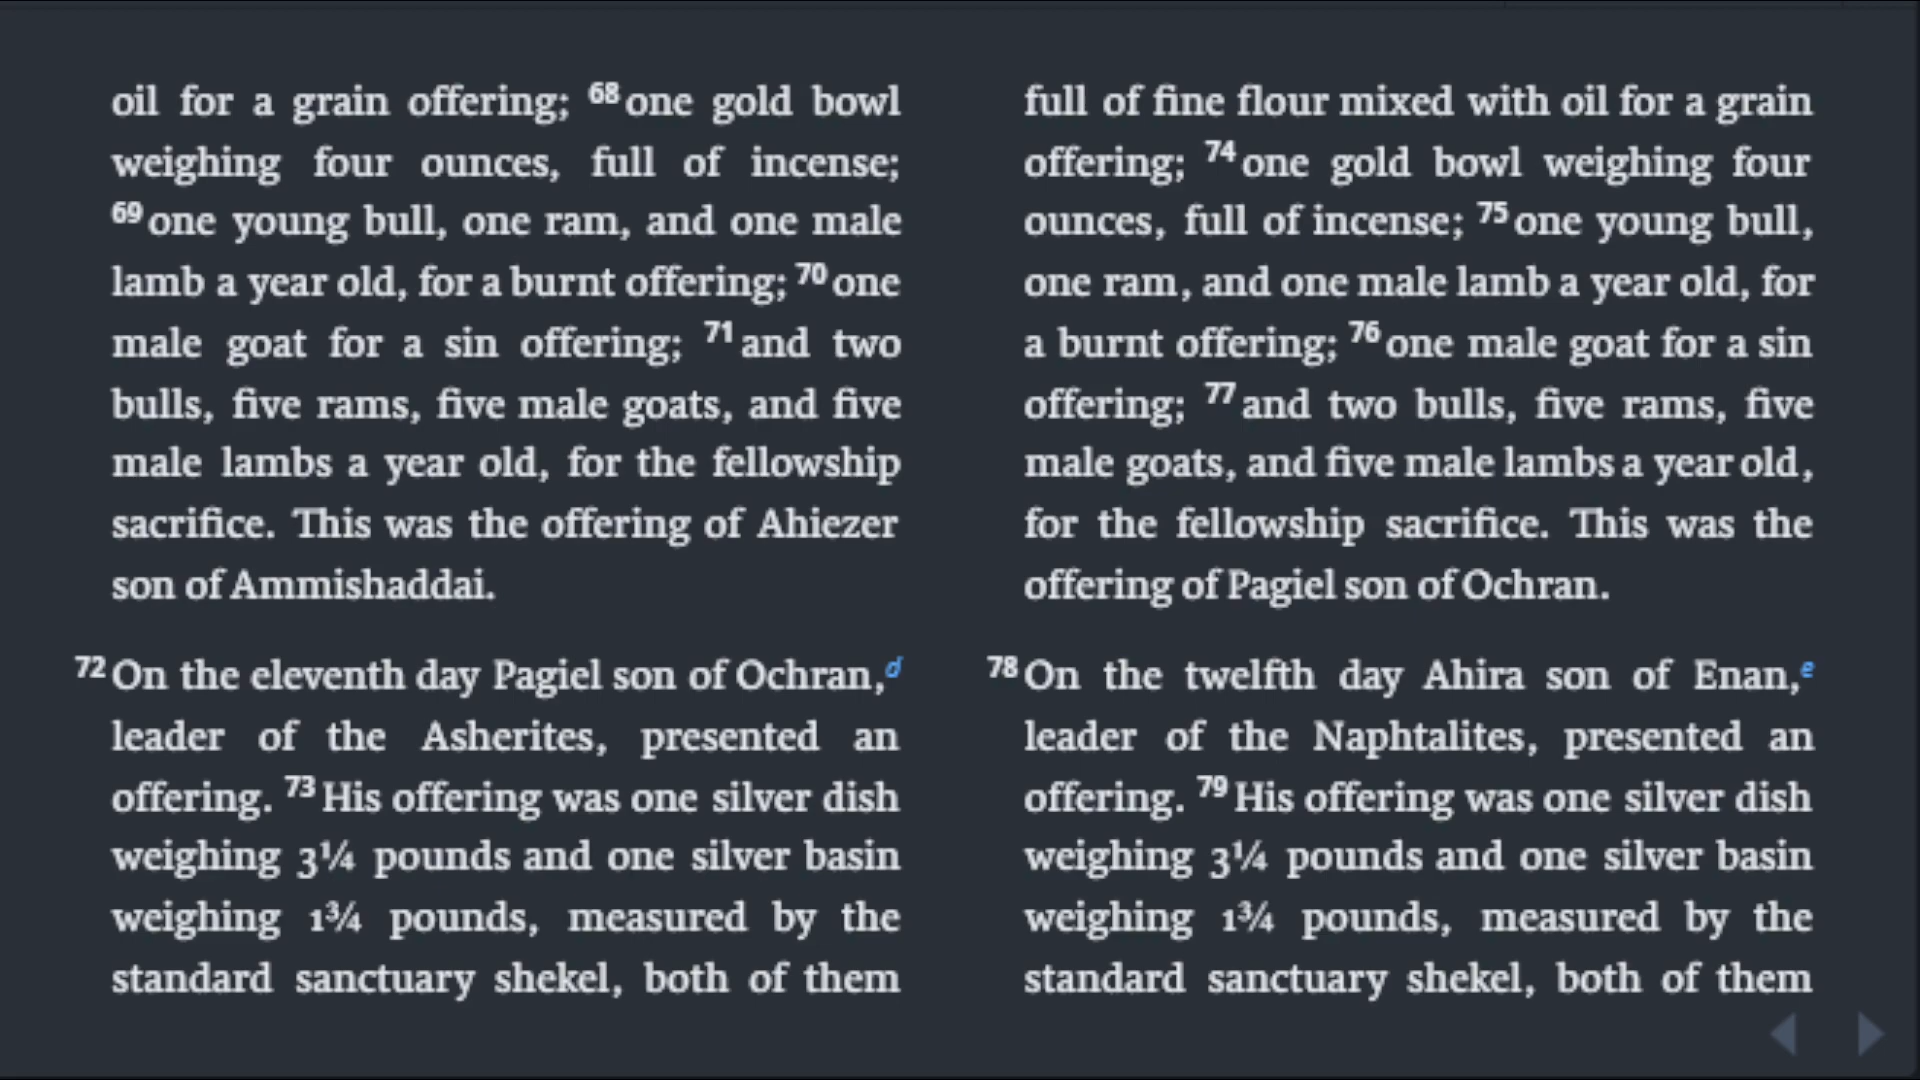 oil for a grain offering; 68 one gold bowl
weighing four ounces, full of incense;
69 one young bull, one ram, and one male
lamb a year old, for a burnt offering; 70 one
male goat for a sin offering; 71 and two
bulls, five rams, five male goats, and five
male lambs a year old, for the fellowship
sacrifice. This was the offering of Ahiezer
son of Ammishaddai.
72 On the eleventh day Pagiel son of Ochran,d
leader of the Asherites, presented an
offering. 73 His offering was one silver dish
weighing 3¼ pounds and one silver basin
weighing 1¾ pounds, measured by the
standard sanctuary shekel, both of them
full of fine flour mixed with oil for a grain
offering; 74 one gold bowl weighing four
ounces, full of incense; 75 one young bull,
one ram, and one male lamb a year old, for
a burnt offering; 76 one male goat for a sin
offering; 77 and two bulls, five rams, five
male goats, and five male lambs a year old,
for the fellowship sacrifice. This was the
offering of Pagiel son of Ochran.
78 On the twelfth day Ahira son of Enan,e
leader of the Naphtalites, presented an
offering. 79 His offering was one silver dish
weighing 3¼ pounds and one silver basin
weighing 1¾ pounds, measured by the
standard sanctuary shekel, both of them